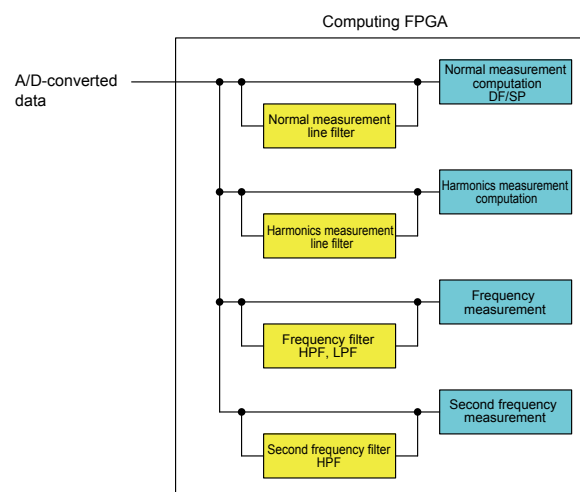 Computing FPGA
A/D-converted
data
Normal measurement
computation
DF/SP
Normal measurement
line filter
Harmonics measurement
computation
Harmonics measurement
line filter
Frequency
measurement
Frequency filter
HPF, LPF
Second frequency
measurement
Second frequency filter
HPF